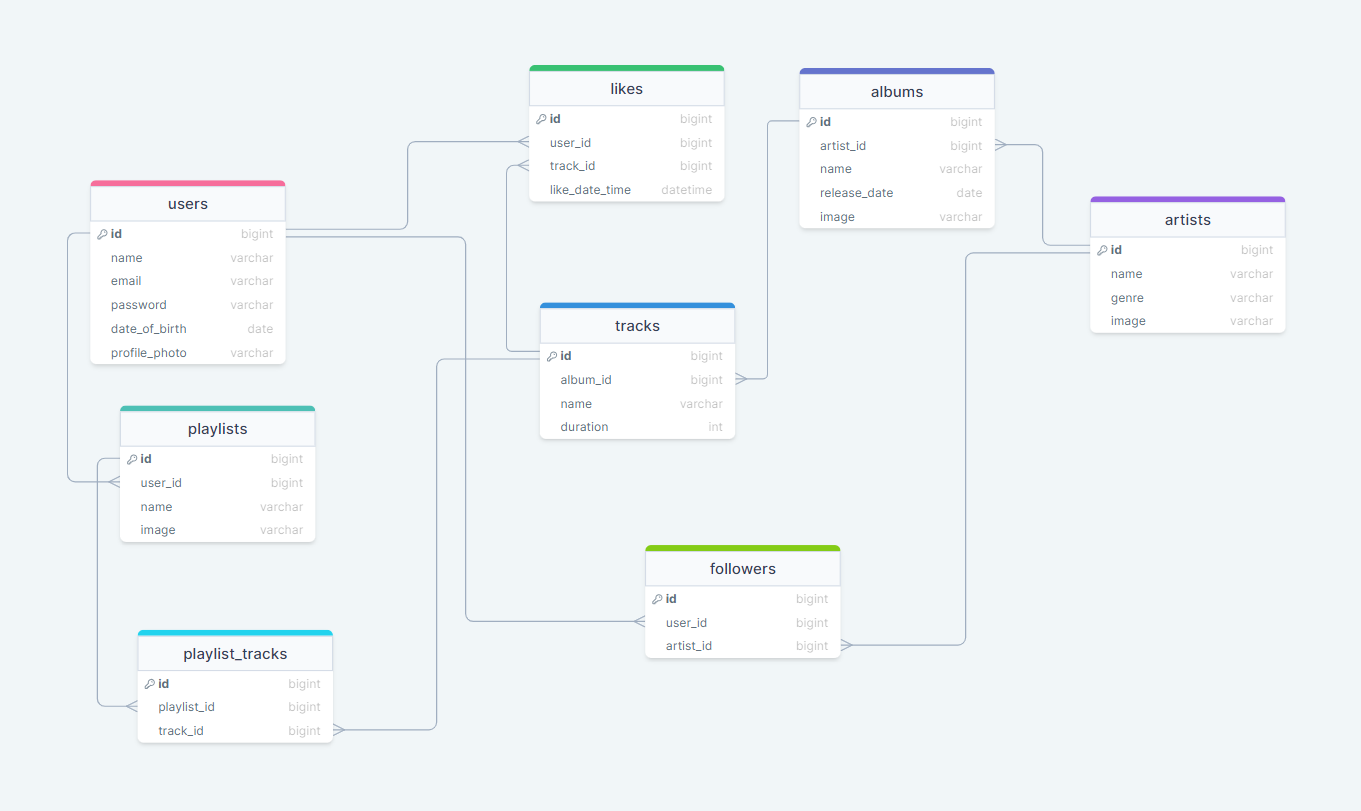 likes
id bigint
user_id bigint
track_id bigint
like_date_time datetime
albums
id bigint
artist_id bigint
name varchar
release_date date
image varchar
users
id bigint
name varchar
email varchar
password varchar
date_of_birth date
profile_photo varchar
artists
id bigint
name varchar
genre varchar
image varchar
tracks
id bigint
album_id bigint
name varchar
duration int
playlists
id bigint
user_id bigint
name varchar
image varchar
followers
id bigint
user_id bigint
artist_id bigint
playlist_tracks
id bigint
playlist_id bigint
track_id bigint